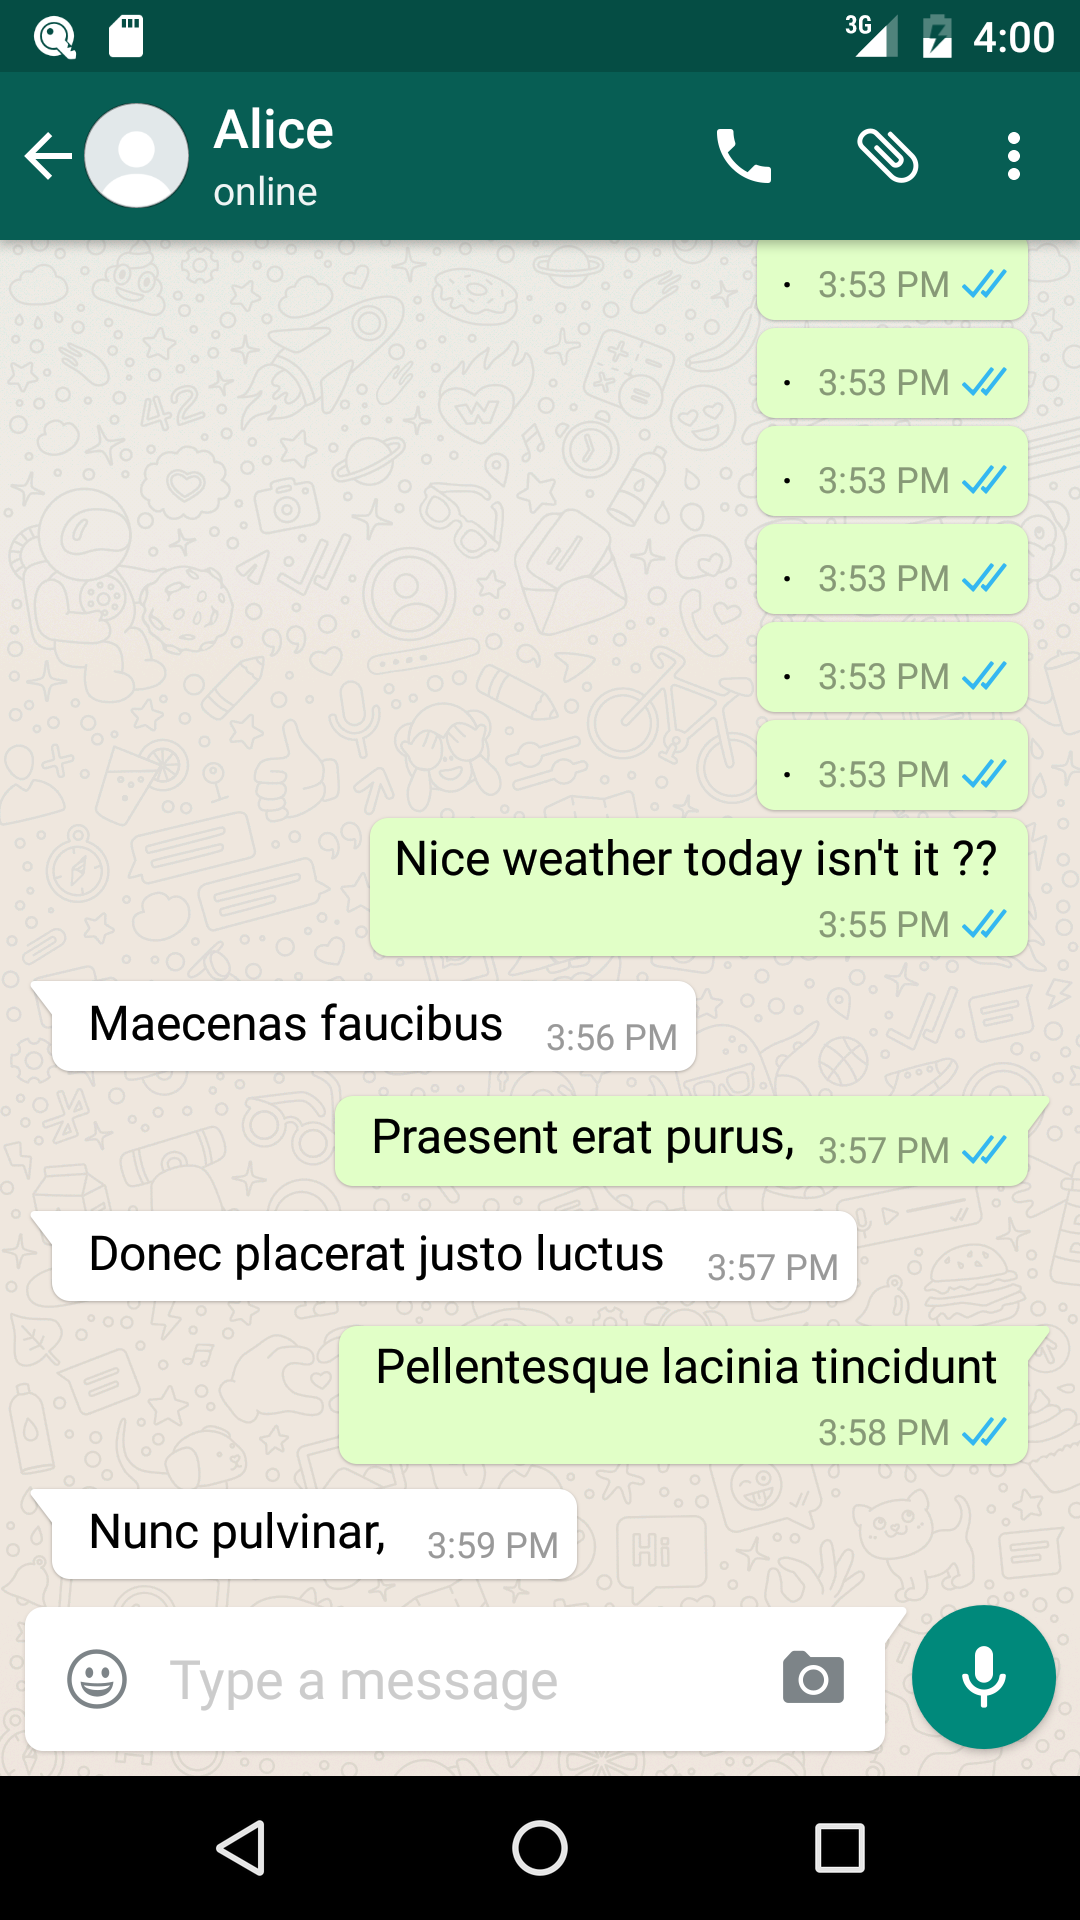 3G 4:00
Alice
online
. 3:53 PM
. 3:53 PM
. 3:53 PM
. 3:53 PM
. 3:53 PM
. 3:53 PM
Nice weather today isn't it ??
3:55 PM
Maecenas faucibus 3:56 PM
Praesent erat purus, 3:57 PM
Donec placerat justo luctus 3:57 PM
Pellentesque lacinia tincidunt
3:58 PM
Nunc pulvinar, 3:59 PM
Type a message
42
Hi